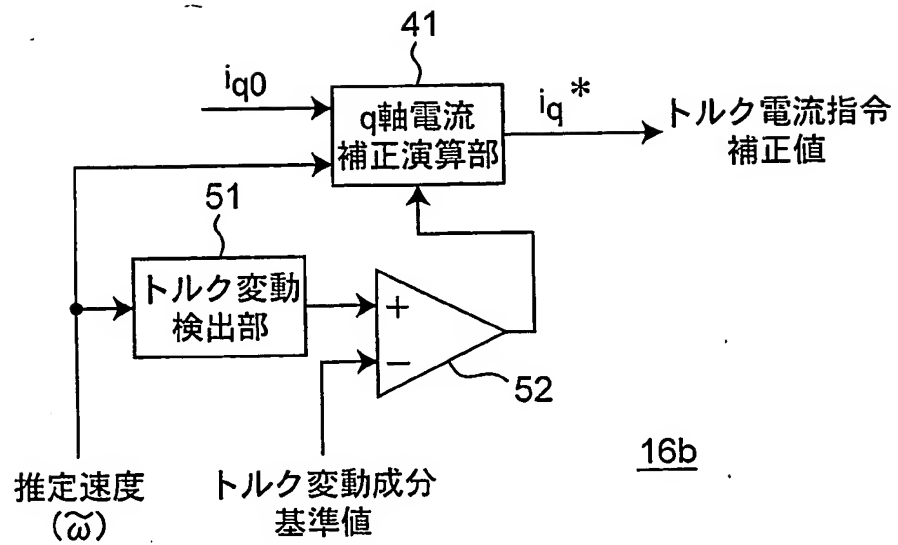 41
iq0
q軸電流
補正演算部
iq*
トルク電流指令
補正値
51
トルク変動
検出部
+
−
52
16b
推定速度
(ω̃)
トルク変動成分
基準値